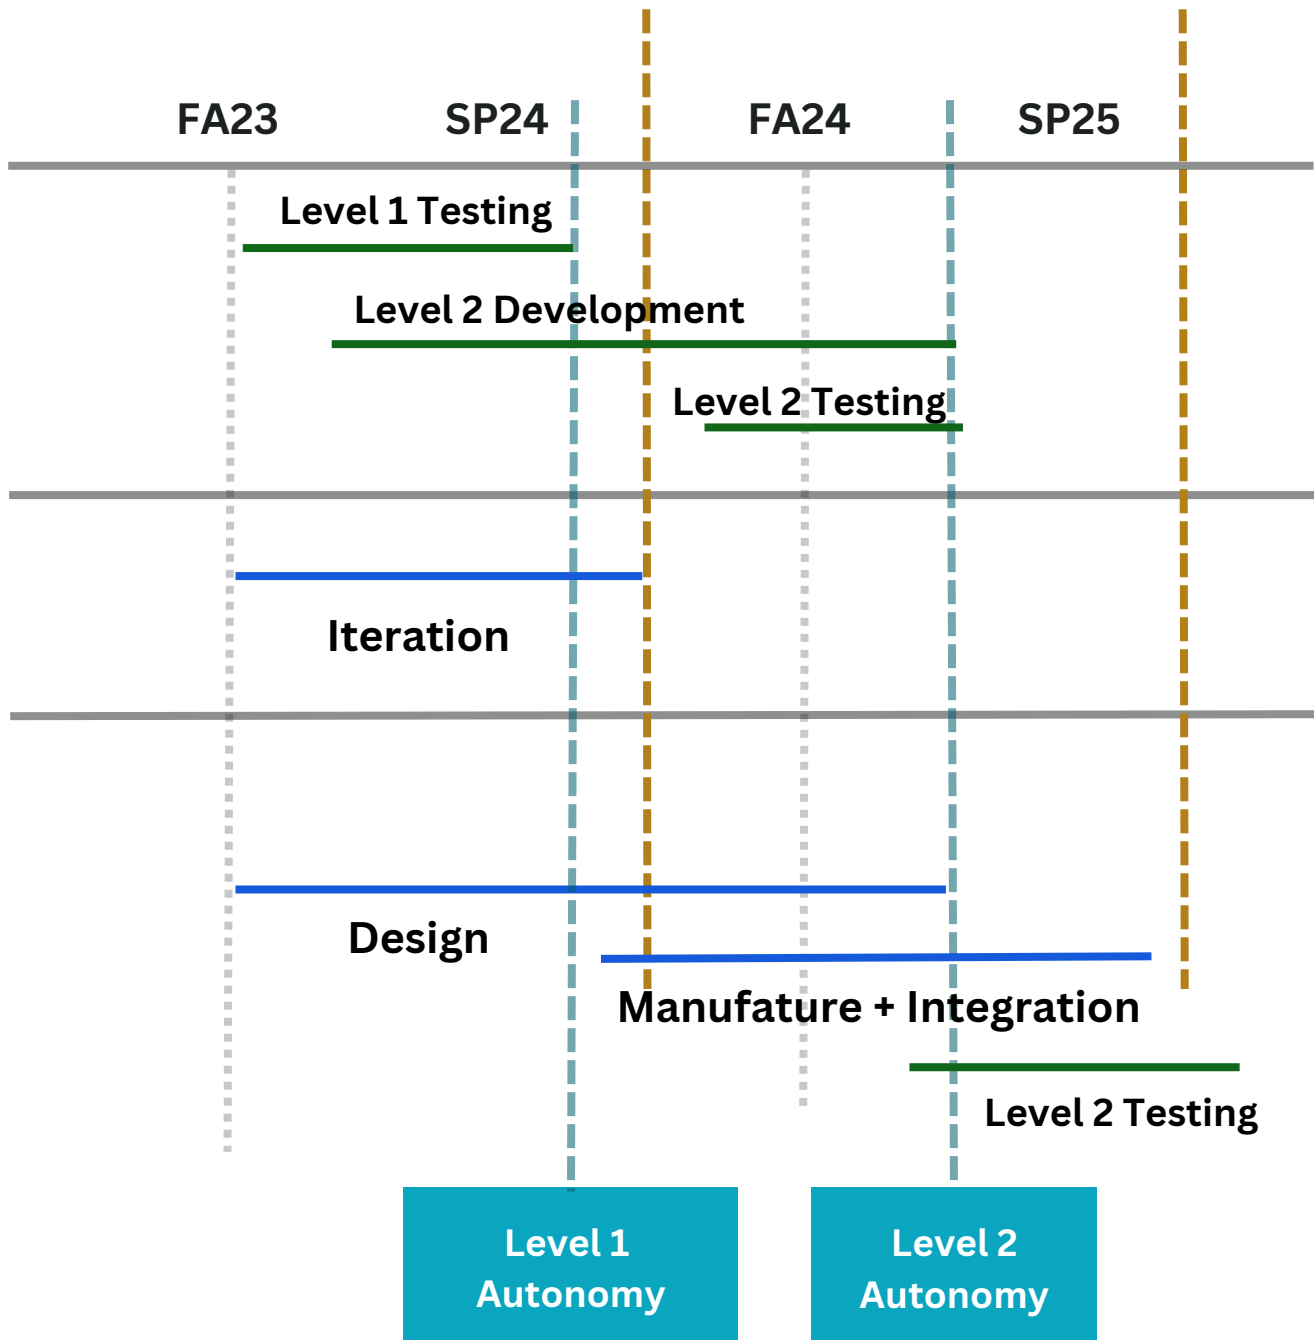 FA23
SP24
FA24
SP25
Level 1 Testing
Level 2 Development
Level 2 Testing
Iteration
Design
Manufature + Integration
Level 2 Testing
Level 1
Autonomy
Level 2
Autonomy